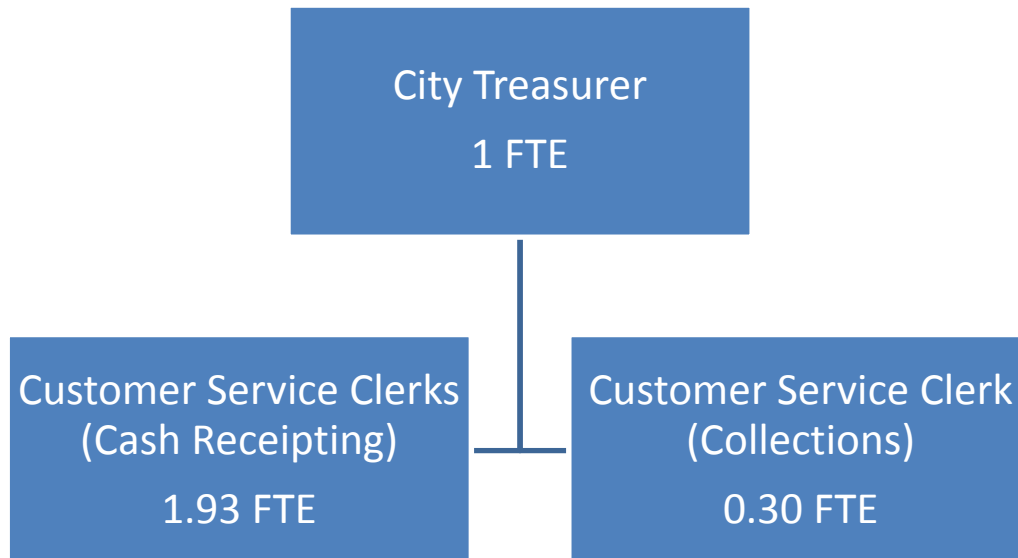 City Treasurer
1 FTE
Customer Service Clerks
(Cash Receipting)
1.93 FTE
Customer Service Clerk
(Collections)
0.30 FTE